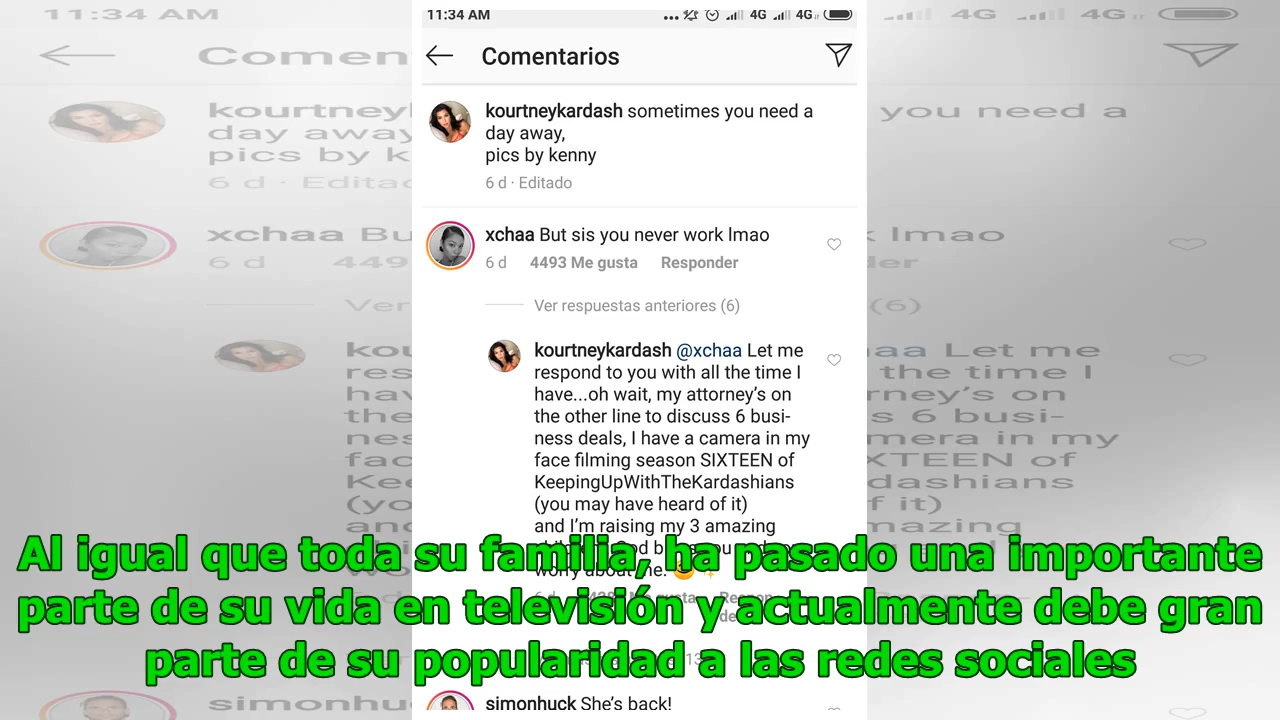 11:34 AM
4G 4G
Comentarios
kourtneykardash sometimes you need a
day away,
pics by kenny
6 d · Editado
xchaa But sis you never work lmao
6 d 4493 Me gusta Responder
Ver respuestas anteriores (6)
kourtneykardash @xchaa Let me
respond to you with all the time I
have...oh wait, my attorney's on
the other line to discuss 6 busi-
ness deals, I have a camera in my
face filming season SIXTEEN of
KeepingUpWithTheKardashians
(you may have heard of it)
and I'm raising my 3 amazing
worry about me.
Al igual que toda su familia, ha pasado una importante
parte de su vida en televisión y actualmente debe gran
parte de su popularidad a las redes sociales
simonhuck She's back!